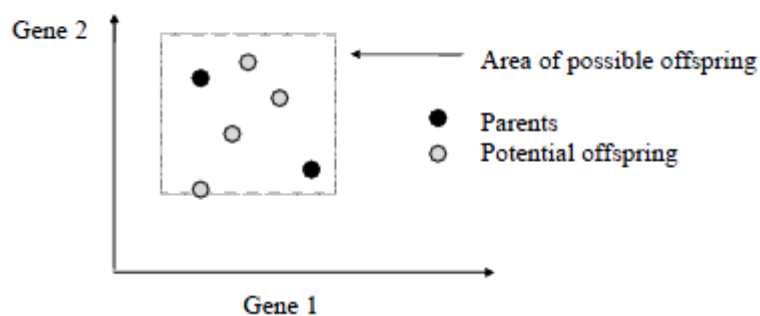 Gene 2
Area of possible offspring
Parents
Potential offspring
Gene 1